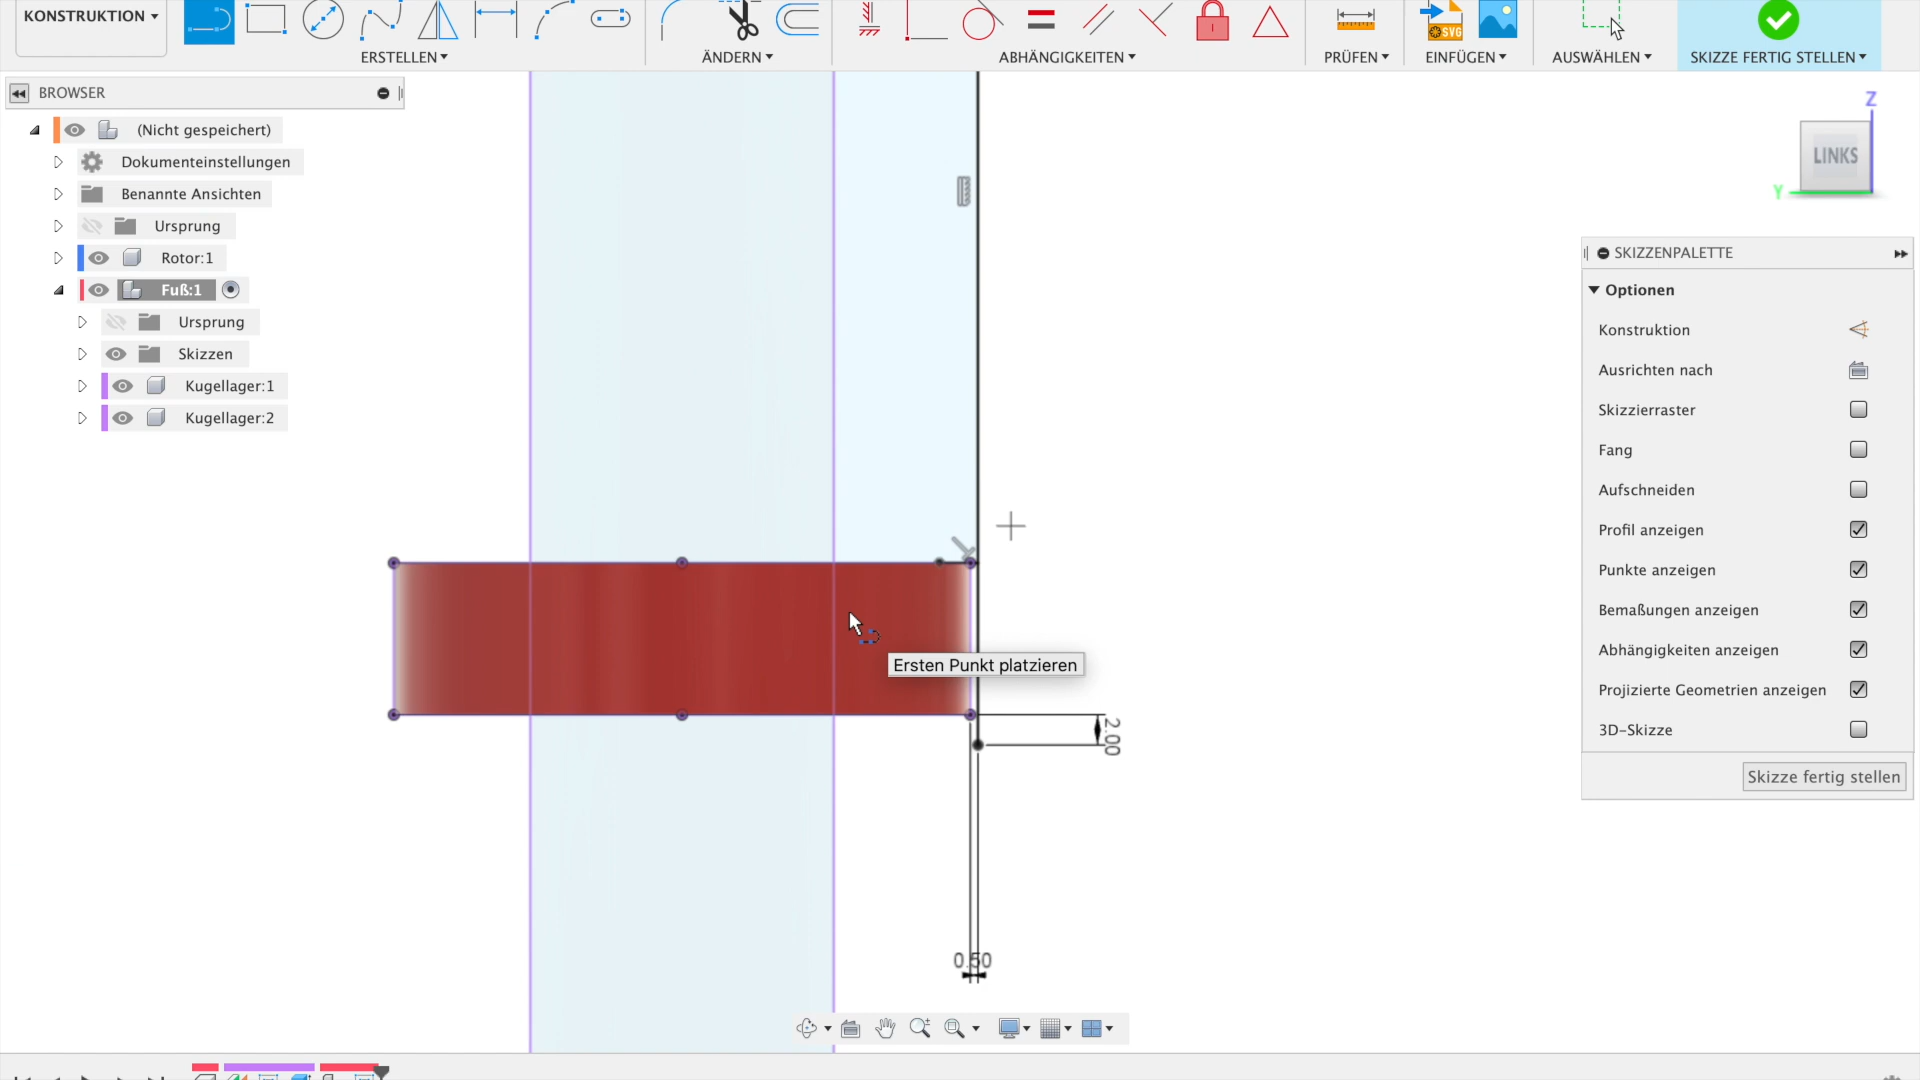 KONSTRUKTION
ERSTELLEN
ÄNDERN
ABHÄNGIGKEITEN
PRÜFEN
SVG
EINFÜGEN
AUSWÄHLEN
SKIZZE FERTIG STELLEN
BROWSER
(Nicht gespeichert)
Dokumenteinstellungen
Benannte Ansichten
Ursprung
Rotor:1
Fuß:1
Ursprung
Skizzen
Kugellager:1
Kugellager:2
Z
LINKS
Y
SKIZZENPALETTE
Optionen
Konstruktion
Ausrichten nach
Skizzierraster
Fang
Aufschneiden
Profil anzeigen
Punkte anzeigen
Bemaßungen anzeigen
Abhängigkeiten anzeigen
Projizierte Geometrien anzeigen
3D-Skizze
Skizze fertig stellen
Ersten Punkt platzieren
2.00
0.50